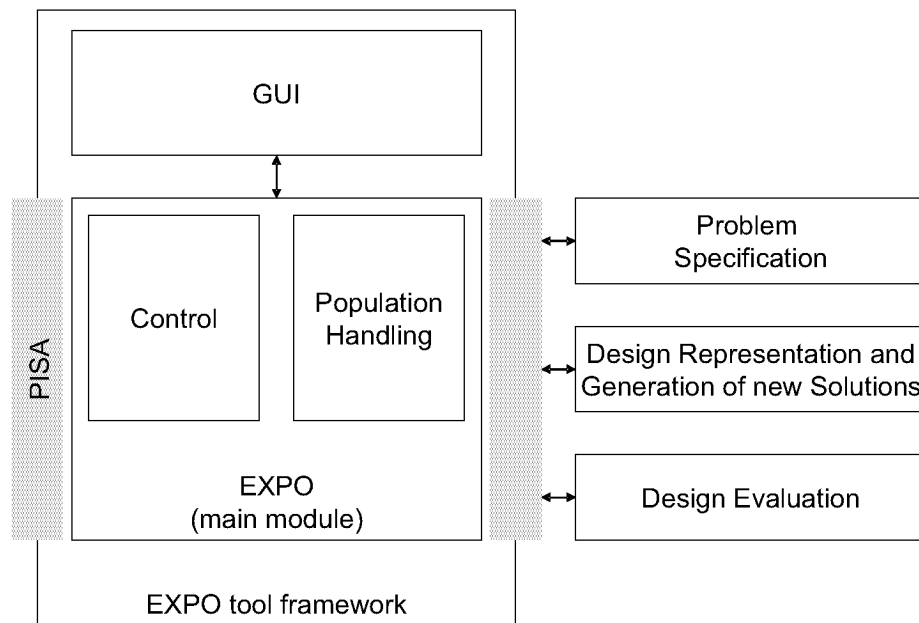 GUI
PISA
Control
Population
Handling
EXPO
(main module)
EXPO tool framework
Problem
Specification
Design Representation and
Generation of new Solutions
Design Evaluation